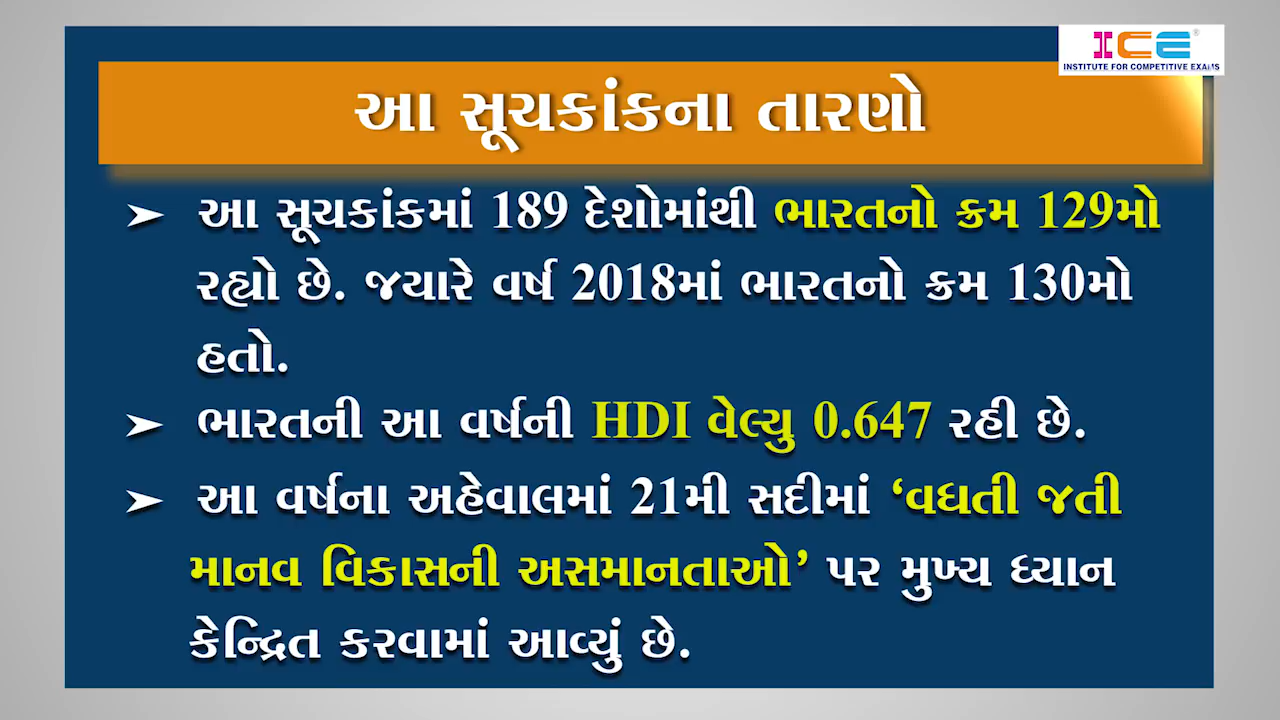 ICE®
INSTITUTE FOR COMPETITIVE EXAMS
આ સૂચકાંકના તારણો
➤ આ સૂચકાંકમાં 189 દેશોમાંથી ભારતનો ક્રમ 129મો
રહ્યો છે. જયારે વર્ષ 2018માં ભારતનો ક્રમ 130મો
હતો.
➤ ભારતની આ વર્ષની HDI વેલ્યુ 0.647 રહી છે.
➤ આ વર્ષના અહેવાલમાં 21મી સદીમાં ‘વધતી જતી
માનવ વિકાસની અસમાનતાઓ’ પર મુખ્ય ધ્યાન
કેન્દ્રિત કરવામાં આવ્યું છે.